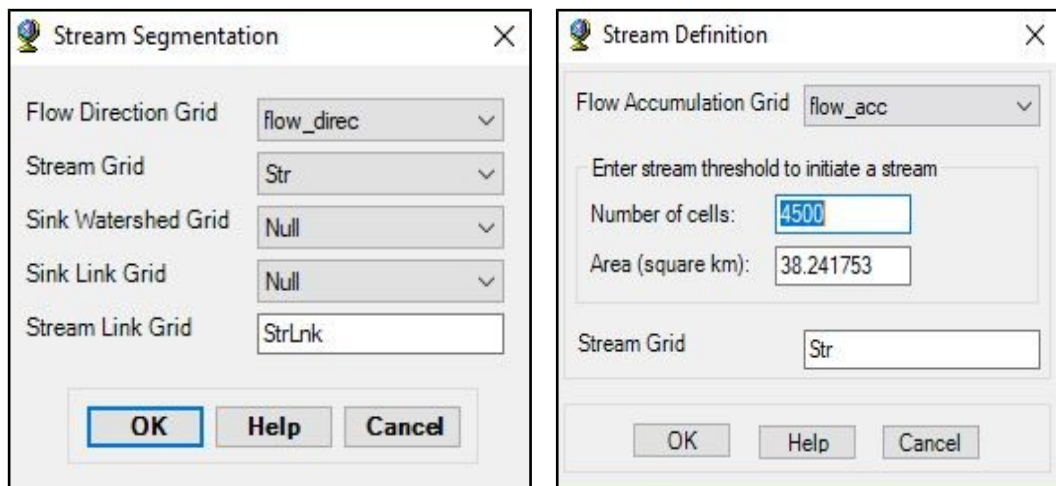 Stream Segmentation
Flow Direction Grid flow_direc
Stream Grid Str
Sink Watershed Grid Null
Sink Link Grid Null
Stream Link Grid StrLnk
OK Help Cancel
Stream Definition
Flow Accumulation Grid flow_acc
Enter stream threshold to initiate a stream
Number of cells: 4500
Area (square km): 38.241753
Stream Grid Str
OK Help Cancel